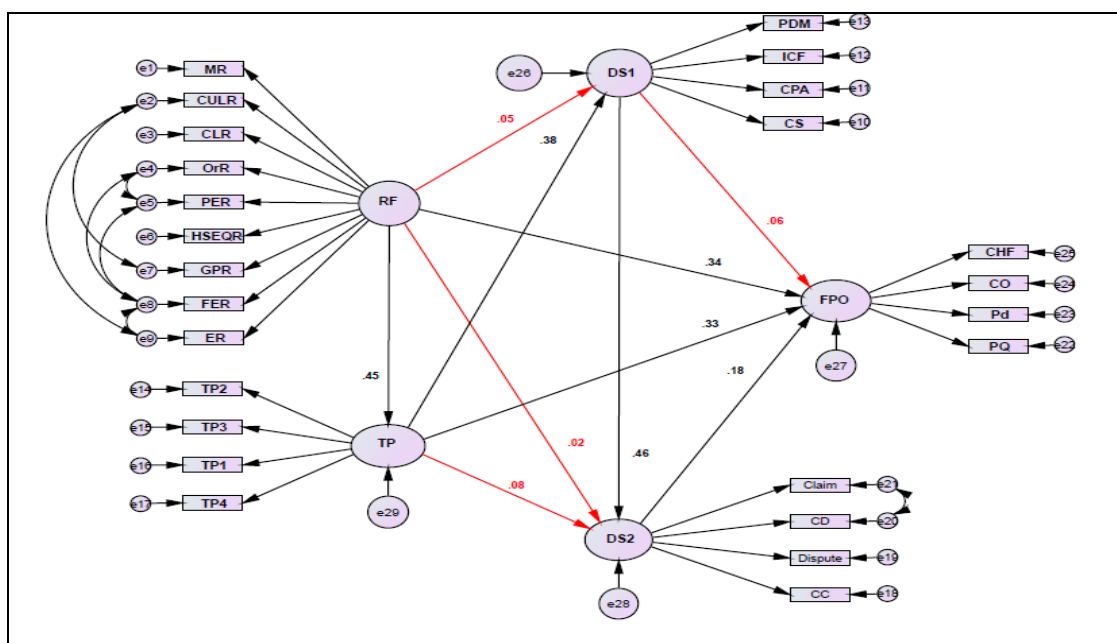 e1 MR
e2 CULR
e3 CLR
e4 OrR
e5 PER
e6 HSEQR
e7 GPR
e8 FER
e9 ER
e14 TP2
e15 TP3
e16 TP1
e17 TP4
RF
TP
e29
e26
DS1
PDM e13
ICF e12
CPA e11
CS e10
.05
.38
.06
.34
.33
.18
.45
.02
.46
.08
FPO
e27
CHF e25
CO e24
Pd e23
PQ e22
DS2
e28
Claim e21
CD e20
Dispute e19
CC e18